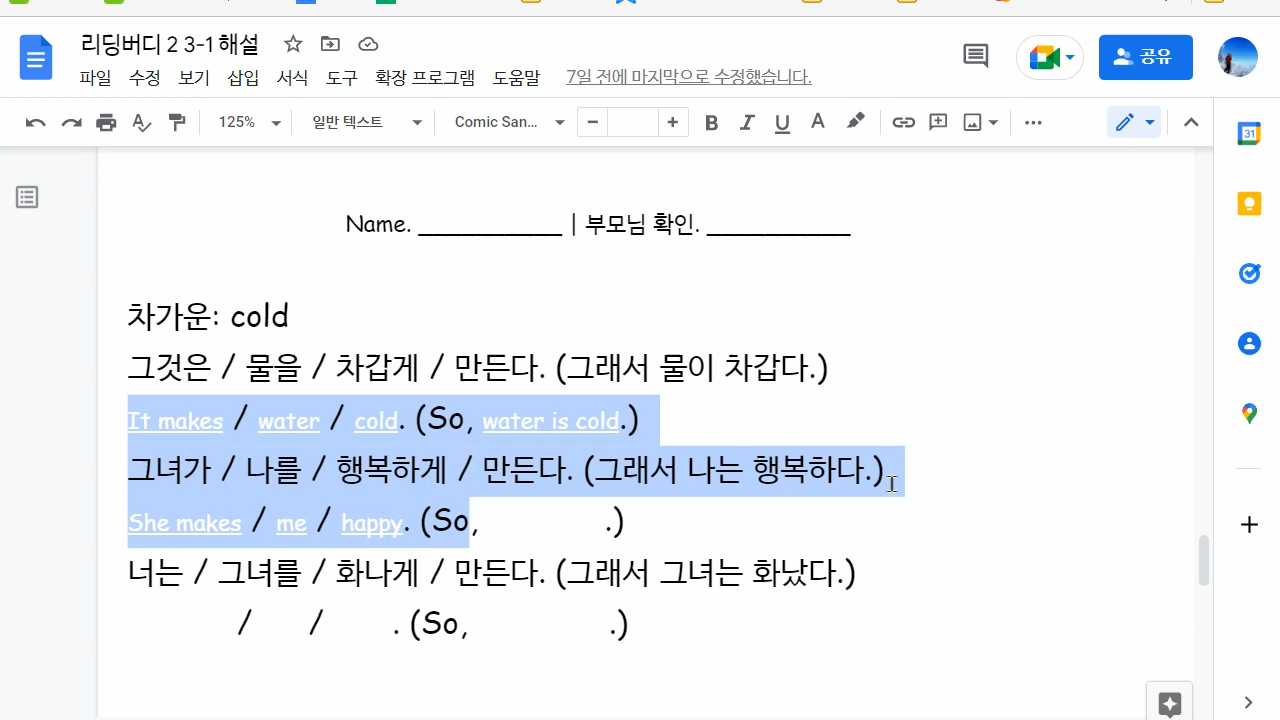 리딩버디 2 3-1 해설
파일 수정 보기 삽입 서식 도구 확장 프로그램 도움말 7일 전에 마지막으로 수정했습니다.
공유
125% 일반 텍스트 Comic San... − + B I U A
31
Name. ___________ | 부모님 확인. ___________
차가운: cold
그것은 / 물을 / 차갑게 / 만든다. (그래서 물이 차갑다.)
It makes / water / cold. (So, water is cold.)
그녀가 / 나를 / 행복하게 / 만든다. (그래서 나는 행복하다.)
She makes / me / happy. (So, .)
너는 / 그녀를 / 화나게 / 만든다. (그래서 그녀는 화났다.)
/ / . (So, .)